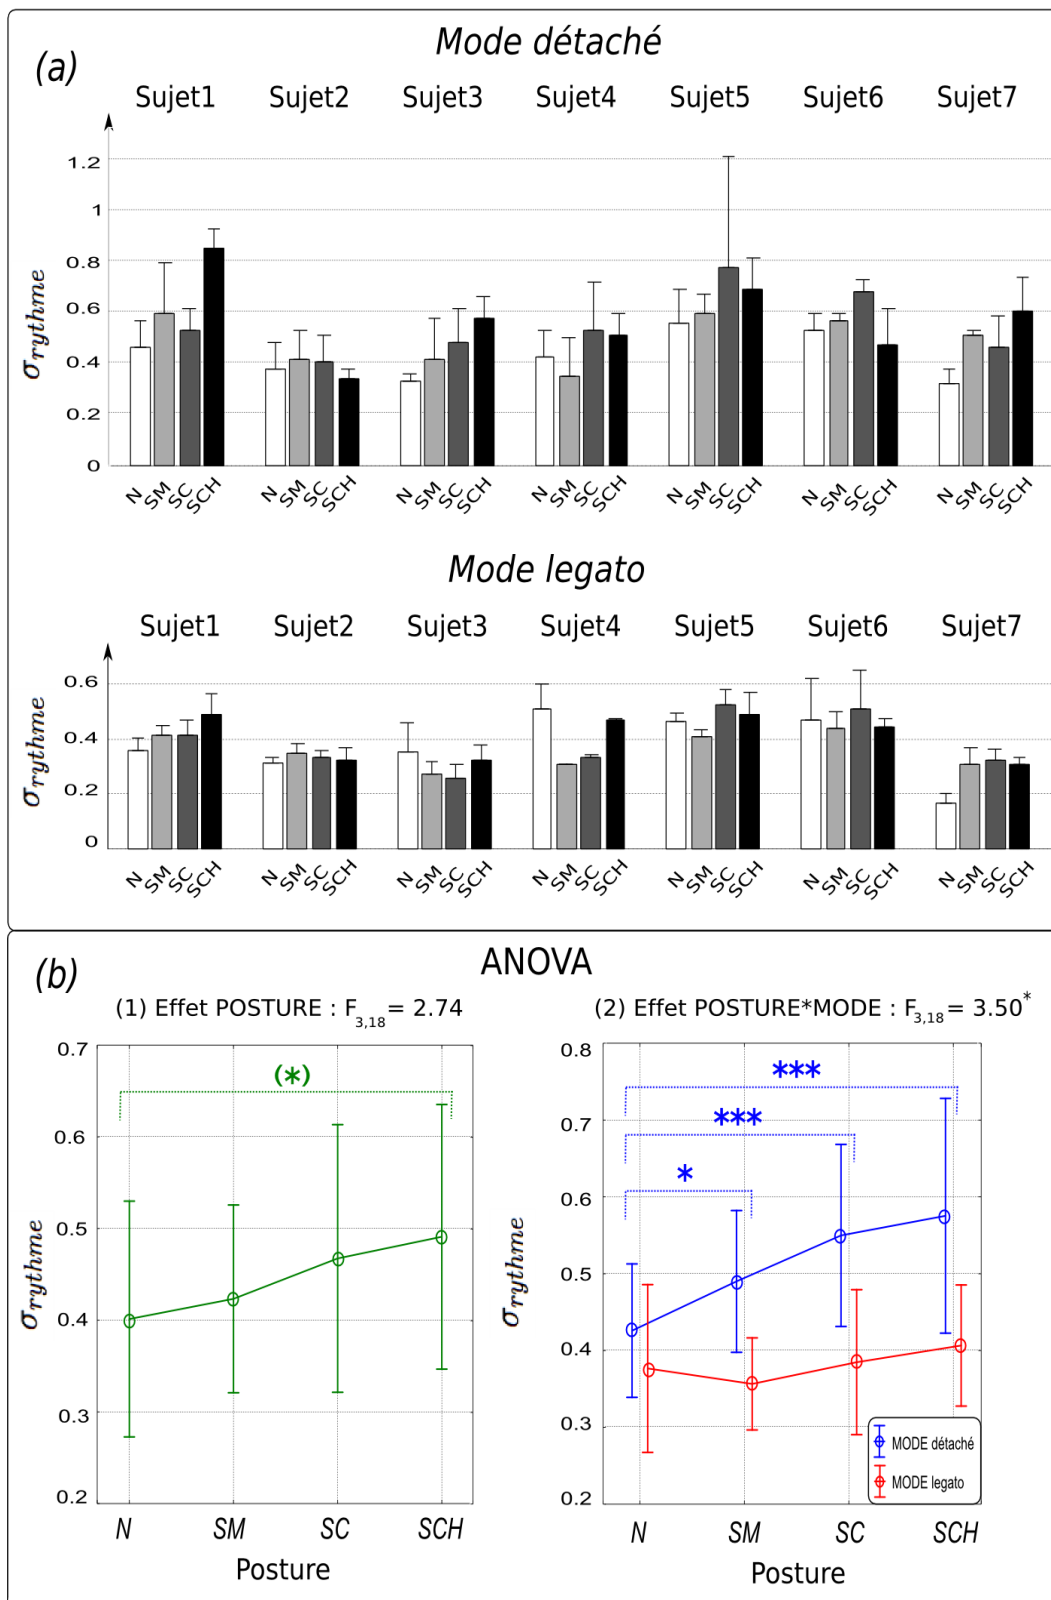 (a)
Mode détaché
Sujet1 Sujet2 Sujet3 Sujet4 Sujet5 Sujet6 Sujet7
σrythme
1.2
1
0.8
0.6
0.4
0.2
0
N SM SC SCH N SM SC SCH N SM SC SCH N SM SC SCH N SM SC SCH N SM SC SCH N SM SC SCH
Mode legato
Sujet1 Sujet2 Sujet3 Sujet4 Sujet5 Sujet6 Sujet7
σrythme
0.6
0.4
0.2
0
N SM SC SCH N SM SC SCH N SM SC SCH N SM SC SCH N SM SC SCH N SM SC SCH N SM SC SCH
(b)
ANOVA
(1) Effet POSTURE : F3,18= 2.74
0.7
(*)
0.6
0.5
0.4
0.3
0.2
σrythme
N SM SC SCH
Posture
(2) Effet POSTURE*MODE : F3,18= 3.50*
0.8
***
0.7
***
0.6
*
0.5
0.4
0.3
0.2
σrythme
MODE détaché
MODE legato
N SM SC SCH
Posture